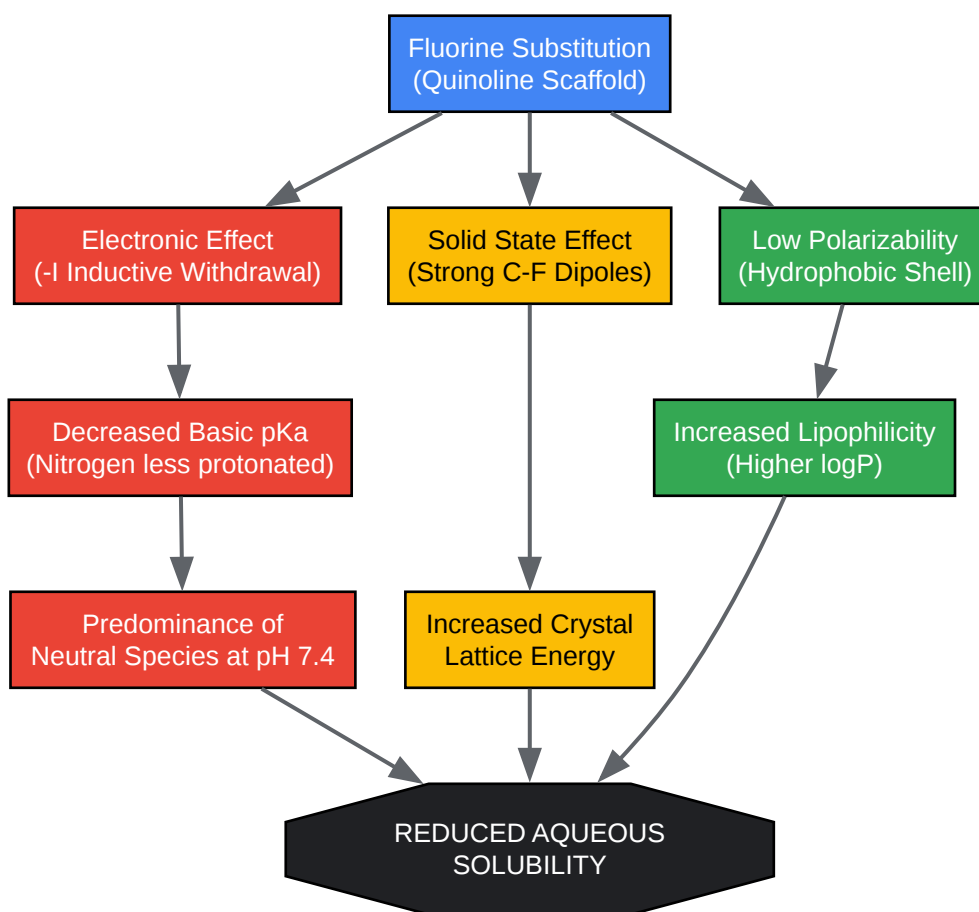 Fluorine Substitution
(Quinoline Scaffold)
Electronic Effect
(-I Inductive Withdrawal)
Solid State Effect
(Strong C-F Dipoles)
Low Polarizability
(Hydrophobic Shell)
Decreased Basic pKa
(Nitrogen less protonated)
Increased Lipophilicity
(Higher logP)
Predominance of
Neutral Species at pH 7.4
Increased Crystal
Lattice Energy
REDUCED AQUEOUS
SOLUBILITY